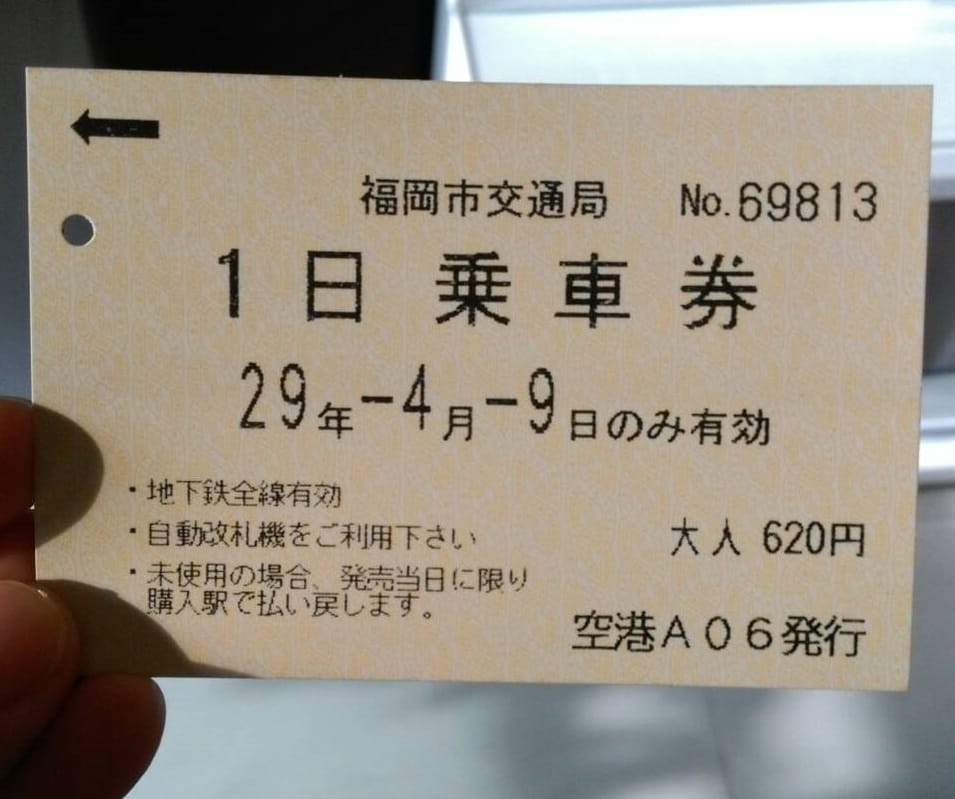 福岡市交通局 No.69813
1日乗車券
29年-4月-9日のみ有効
・地下鉄全線有効
・自動改札機をご利用下さい
大人 620円
・未使用の場合、発売当日に限り
購入駅で払い戻します。
空港A06発行